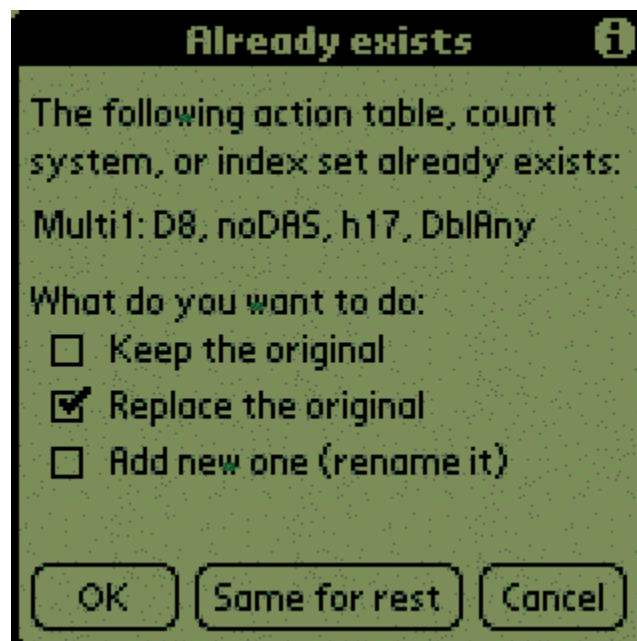 Already exists
The following action table, count
system, or index set already exists:
Multi1: D8, noDAS, h17, DblAny
What do you want to do:
Keep the original
Replace the original
Add new one (rename it)
OK Same for rest Cancel